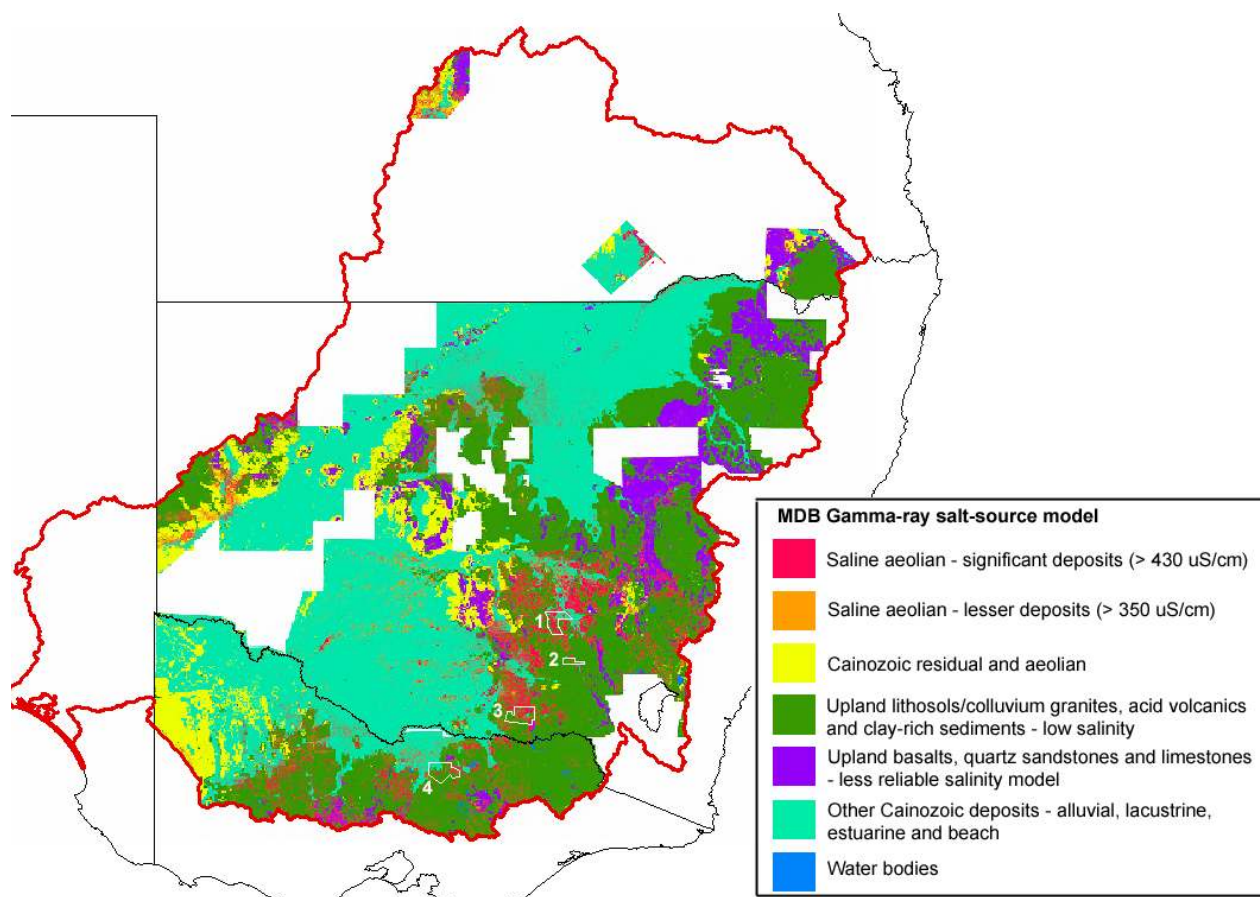 1
2
3
4
MDB Gamma-ray salt-source model
Saline aeolian - significant deposits (> 430 uS/cm)
Saline aeolian - lesser deposits (> 350 uS/cm)
Cainozoic residual and aeolian
Upland lithosols/colluvium granites, acid volcanics
and clay-rich sediments - low salinity
Upland basalts, quartz sandstones and limestones
- less reliable salinity model
Other Cainozoic deposits - alluvial, lacustrine,
estuarine and beach
Water bodies